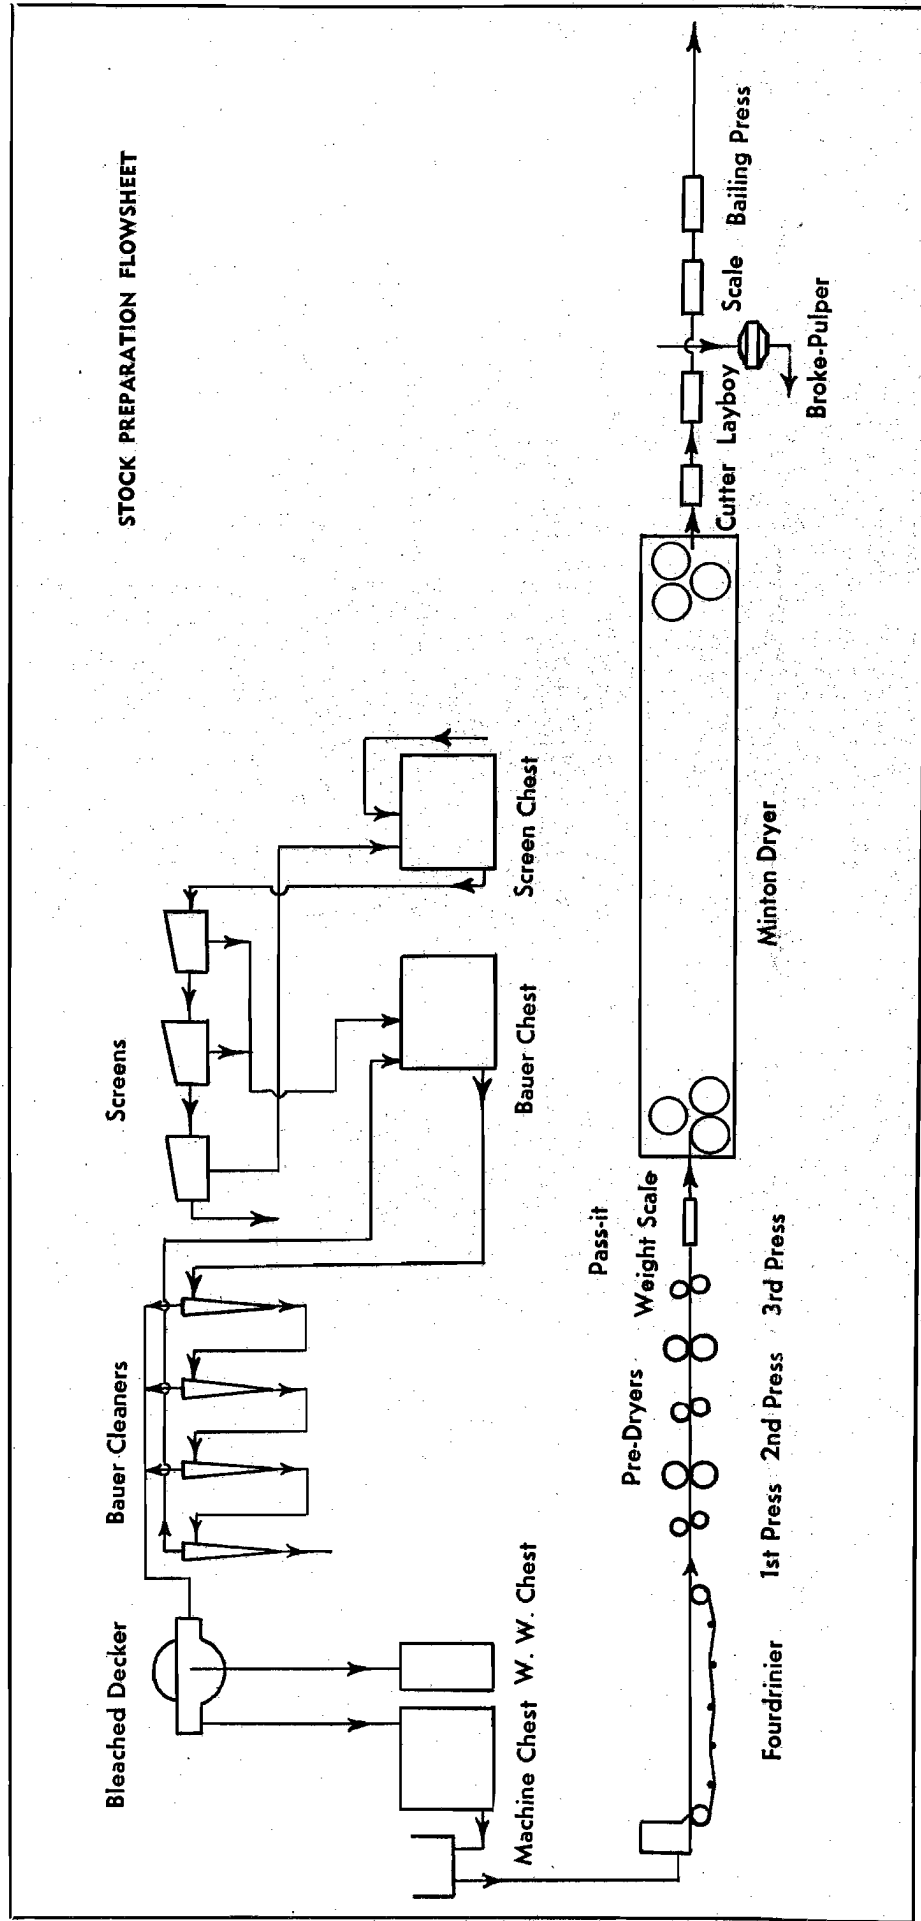 STOCK PREPARATION FLOWSHEET
Bleached Decker
Bauer Cleaners
Screens
Machine Chest
W. W. Chest
Bauer Chest
Screen Chest
Pre-Dryers
Pass-it
Weight Scale
Fourdrinier
1st Press
2nd Press
3rd Press
Minton Dryer
Cutter
Layboy
Scale
Bailing Press
Broke-Pulper